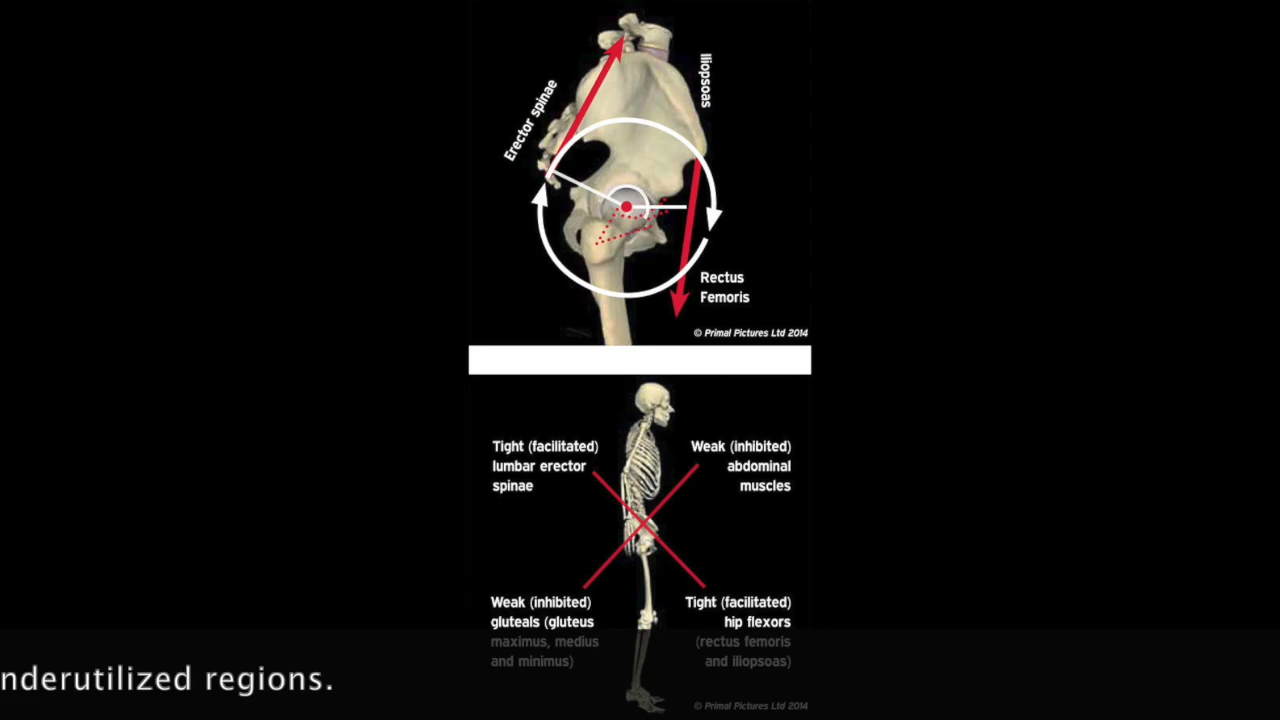 Iliopsoas
Erector spinae
Rectus
Femoris
© Primal Pictures Ltd 2014
Tight (facilitated)
lumbar erector
spinae
Weak (inhibited)
abdominal
muscles
Weak (inhibited)
gluteals (gluteus
maximus, medius
and minimus)
Tight (facilitated)
hip flexors
(rectus femoris
and iliopsoas)
nderutilized regions.
© Primal Pictures Ltd 2014